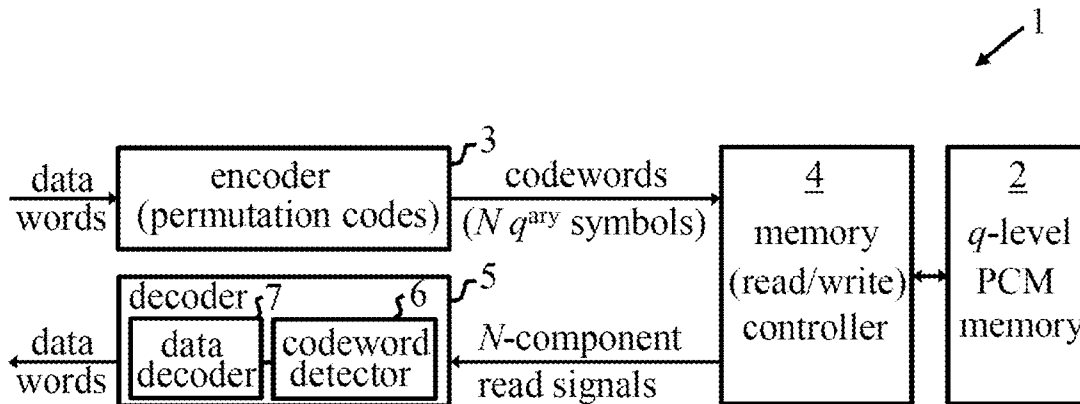 1
3
encoder
(permutation codes)
data
words
codewords
(N q^ary symbols)
4
memory
(read/write)
controller
2
q-level
PCM
memory
5
decoder
7
6
data
decoder
codeword
detector
data
words
N-component
read signals